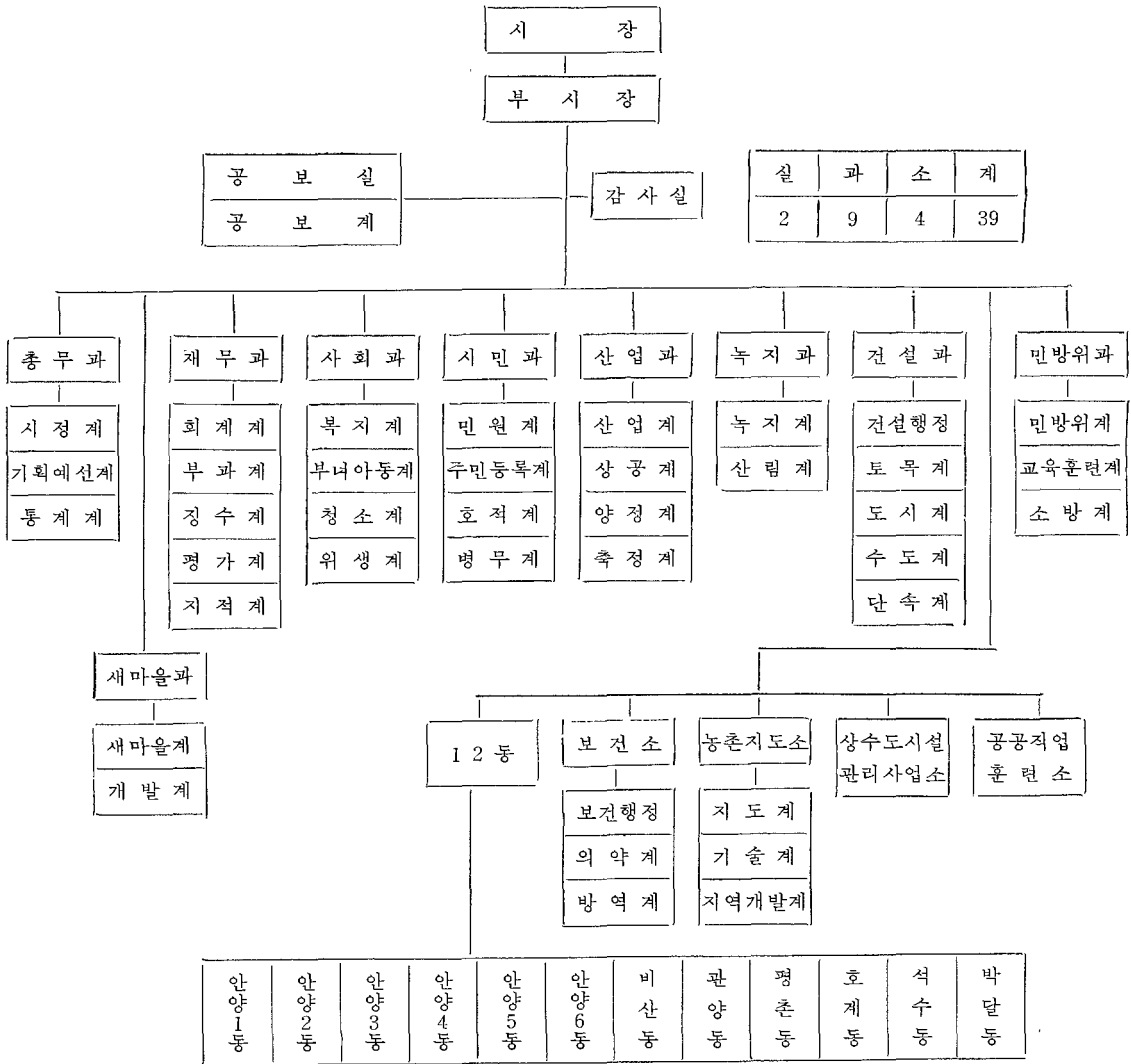 시 장
부 시 장
공 보 실
공 보 계
감 사 실
실 과 소 계
2 9 4 39
총 무 과
재 무 과
사 회 과
시 민 과
산 업 과
녹 지 과
건 설 과
민방위과
시 정 계
기획예선계
통 계 계
회 계 계
부 과 계
징 수 계
평 가 계
지 적 계
복 지 계
부녀아동계
청 소 계
위 생 계
민 원 계
주민등록계
호 적 계
병 무 계
산 업 계
상 공 계
양 정 계
축 정 계
녹 지 계
산 림 계
건설행정
토 목 계
도 시 계
수 도 계
단 속 계
민방위계
교육훈련계
소 방 계
새마을과
새마을계
개 발 계
1 2 동
보 건 소
농촌지도소
상수도시설
관리사업소
공공직업
훈 련 소
보건행정
의 약 계
방 역 계
지 도 계
기 술 계
지역개발계
안양1동
안양2동
안양3동
안양4동
안양5동
안양6동
비산동
관양동
평촌동
호계동
석수동
박달동